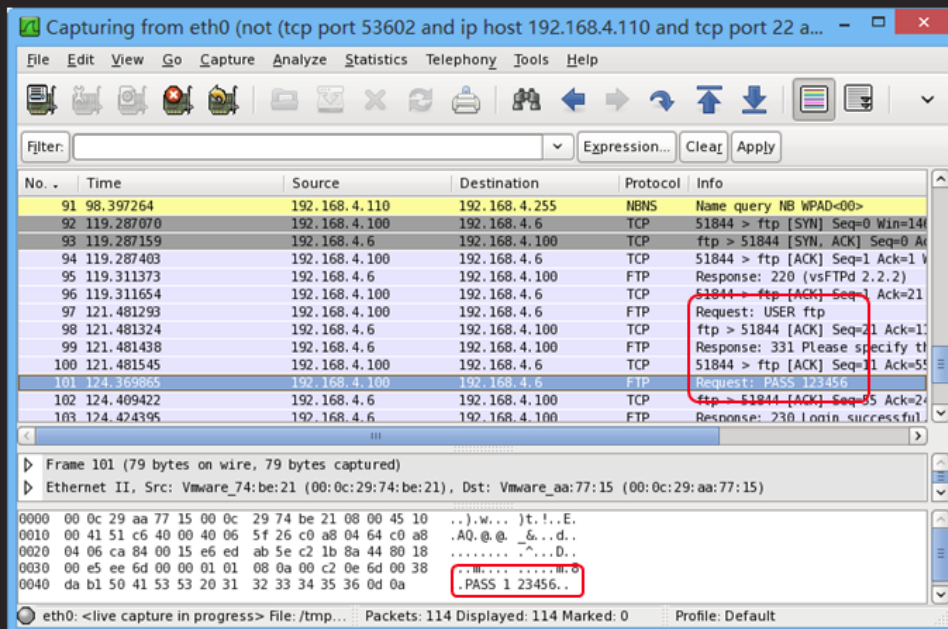 Capturing from eth0 (not (tcp port 53602 and ip host 192.168.4.110 and tcp port 22 a...
File Edit View Go Capture Analyze Statistics Telephony Tools Help
Filter: Expression... Clear Apply
No. . Time Source Destination Protocol Info
91 98.397264 192.168.4.110 192.168.4.255 NBNS Name query NB WPAD<00>
92 119.287070 192.168.4.100 192.168.4.6 TCP 51844 > ftp [SYN] Seq=0 Win=146
93 119.287159 192.168.4.6 192.168.4.100 TCP ftp > 51844 [SYN, ACK] Seq=0 Ac
94 119.287403 192.168.4.100 192.168.4.6 TCP 51844 > ftp [ACK] Seq=1 Ack=1 W
95 119.311373 192.168.4.6 192.168.4.100 FTP Response: 220 (vsFTPd 2.2.2)
96 119.311654 192.168.4.100 192.168.4.6 TCP 51844 > ftp [ACK] Seq=1 Ack=21
97 121.481293 192.168.4.100 192.168.4.6 FTP Request: USER ftp
98 121.481324 192.168.4.6 192.168.4.100 TCP ftp > 51844 [ACK] Seq=21 Ack=11
99 121.481438 192.168.4.6 192.168.4.100 FTP Response: 331 Please specify th
100 121.481545 192.168.4.100 192.168.4.6 TCP 51844 > ftp [ACK] Seq=11 Ack=55
101 124.369865 192.168.4.100 192.168.4.6 FTP Request: PASS 123456
102 124.409422 192.168.4.6 192.168.4.100 TCP ftp > 51844 [ACK] Seq=55 Ack=24
103 124.424395 192.168.4.6 192.168.4.100 FTP Response: 230 Login successful.
Frame 101 (79 bytes on wire, 79 bytes captured)
Ethernet II, Src: Vmware_74:be:21 (00:0c:29:74:be:21), Dst: Vmware_aa:77:15 (00:0c:29:aa:77:15)
0000 00 0c 29 aa 77 15 00 0c 29 74 be 21 08 00 45 10 ..).w... )t.!..E.
0010 00 41 51 c6 40 00 40 06 5f 26 c0 a8 04 64 c0 a8 .AQ.@.@. _&...d..
0020 04 06 ca 84 00 15 e6 ed ab 5e c2 1b 8a 44 80 18 ........ .^...D..
0030 00 e5 ee 6d 00 00 01 01 08 0a 00 c2 0e 6d 00 38 ...m.... .....m.8
0040 da b1 50 41 53 53 20 31 32 33 34 35 36 0d 0a ..PASS 1 23456..
eth0: <live capture in progress> File: /tmp... Packets: 114 Displayed: 114 Marked: 0 Profile: Default